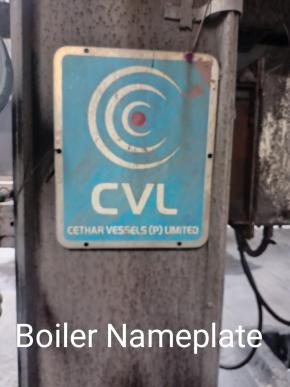 CVL
CETHAR VESSELS (P) LIMITED
Boiler Nameplate